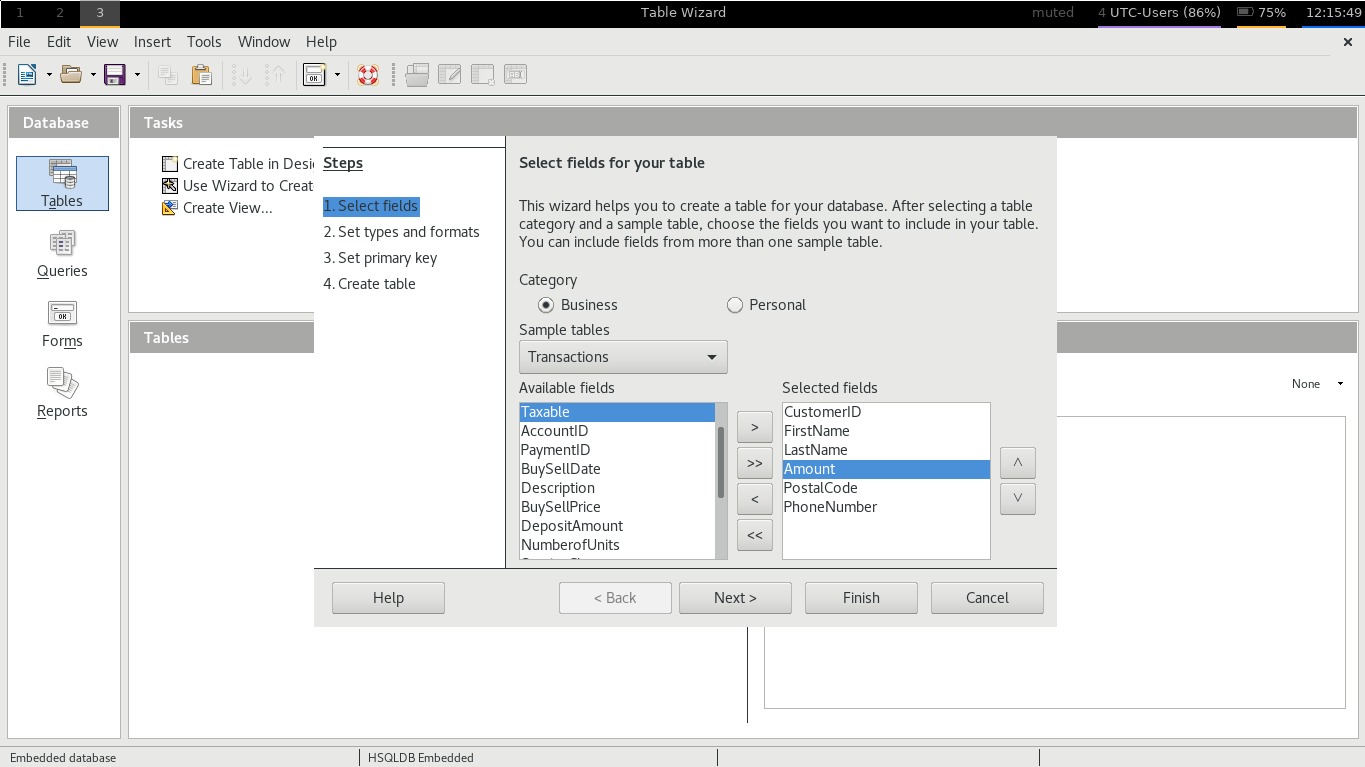 1 2 3 Table Wizard muted 4 UTC-Users (86%) 75% 12:15:49
File Edit View Insert Tools Window Help
Database
Tables
Queries
Forms
Reports
Tasks
Create Table in Desi
Use Wizard to Creat
Create View...
Tables
None
Steps
1. Select fields
2. Set types and formats
3. Set primary key
4. Create table
Select fields for your table
This wizard helps you to create a table for your database. After selecting a table
category and a sample table, choose the fields you want to include in your table.
You can include fields from more than one sample table.
Category
Business Personal
Sample tables
Transactions
Available fields
Taxable
AccountID
PaymentID
BuySellDate
Description
BuySellPrice
DepositAmount
NumberofUnits
>
>>
<
<<
Selected fields
CustomerID
FirstName
LastName
Amount
PostalCode
PhoneNumber
Help < Back Next > Finish Cancel
Embedded database HSQLDB Embedded